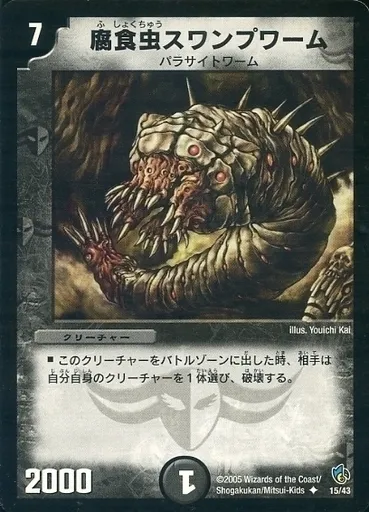 7
腐食虫スワンプワーム
ふしょくちゅう
パラサイトワーム
illus. Youichi Kai
クリーチャー
■ このクリーチャーをバトルゾーンに出した時、相手は
自分自身のクリーチャーを1体選び、破壊する。
2000
1
©2005 Wizards of the Coast/
Shogakukan/Mitsui-Kids ✦ 15/43